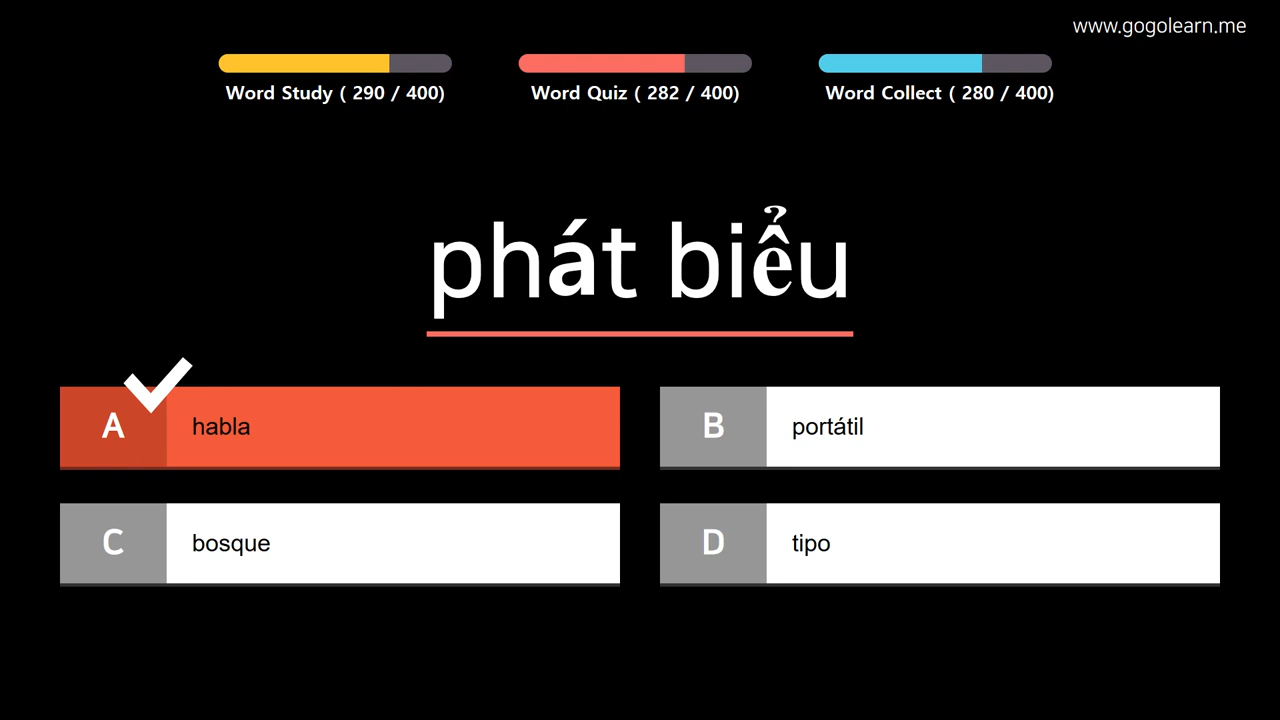 www.gogolearn.me
Word Study ( 290 / 400)
Word Quiz ( 282 / 400)
Word Collect ( 280 / 400)
phát biểu
A habla
B portátil
C bosque
D tipo